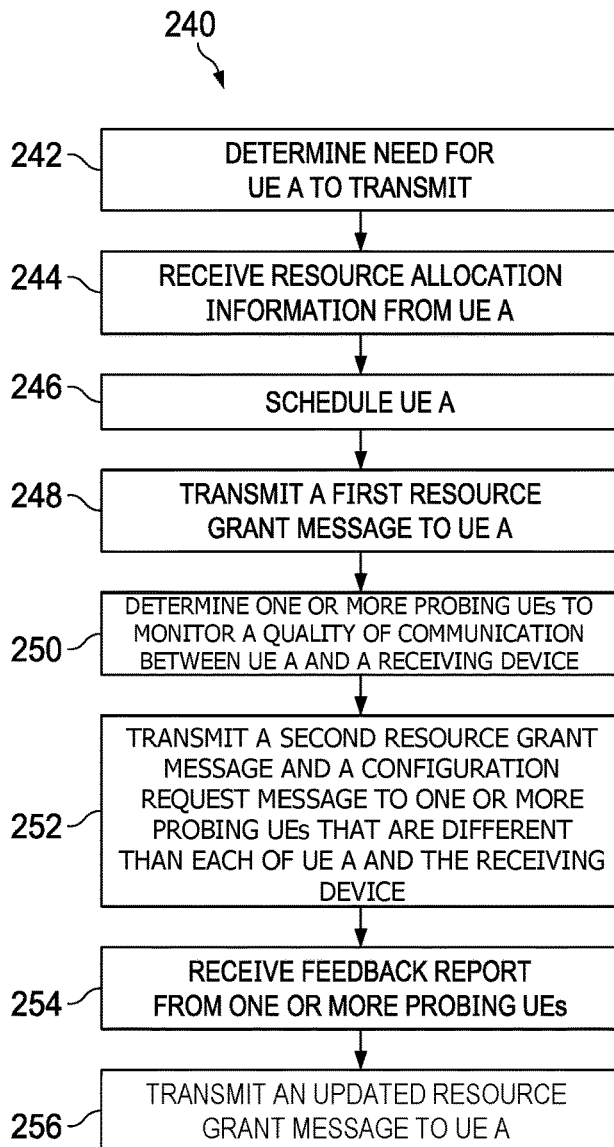 240
242
DETERMINE NEED FOR
UE A TO TRANSMIT
244
RECEIVE RESOURCE ALLOCATION
INFORMATION FROM UE A
246
SCHEDULE UE A
248
TRANSMIT A FIRST RESOURCE
GRANT MESSAGE TO UE A
250
DETERMINE ONE OR MORE PROBING UEs TO
MONITOR A QUALITY OF COMMUNICATION
BETWEEN UE A AND A RECEIVING DEVICE
252
TRANSMIT A SECOND RESOURCE GRANT
MESSAGE AND A CONFIGURATION
REQUEST MESSAGE TO ONE OR MORE
PROBING UEs THAT ARE DIFFERENT
THAN EACH OF UE A AND THE RECEIVING
DEVICE
254
RECEIVE FEEDBACK REPORT
FROM ONE OR MORE PROBING UEs
256
TRANSMIT AN UPDATED RESOURCE
GRANT MESSAGE TO UE A